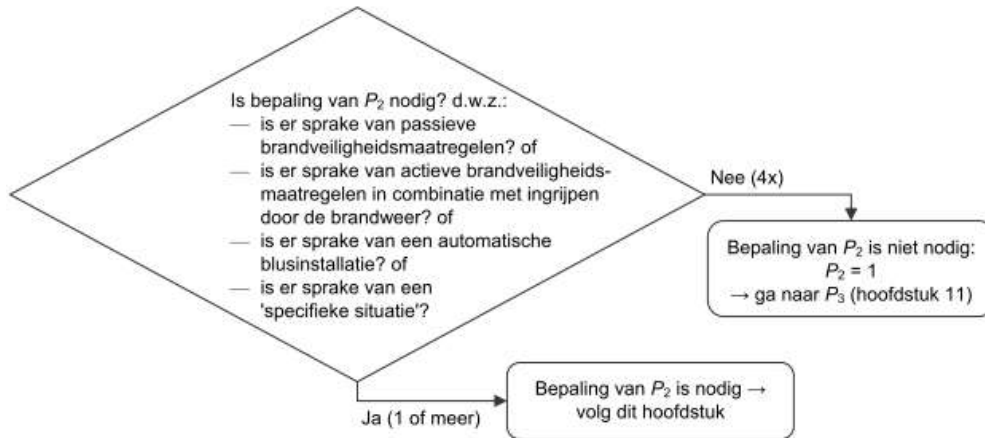 Is bepaling van P₂ nodig? d.w.z.:
— is er sprake van passieve
brandveiligheidsmaatregelen? of
— is er sprake van actieve brandveiligheids-
maatregelen in combinatie met ingrijpen
door de brandweer? of
— is er sprake van een automatische
blusinstallatie? of
— is er sprake van een
'specifieke situatie'?
Nee (4x)
Bepaling van P₂ is niet nodig:
P₂ = 1
→ ga naar P₃ (hoofdstuk 11)
Ja (1 of meer)
Bepaling van P₂ is nodig →
volg dit hoofdstuk